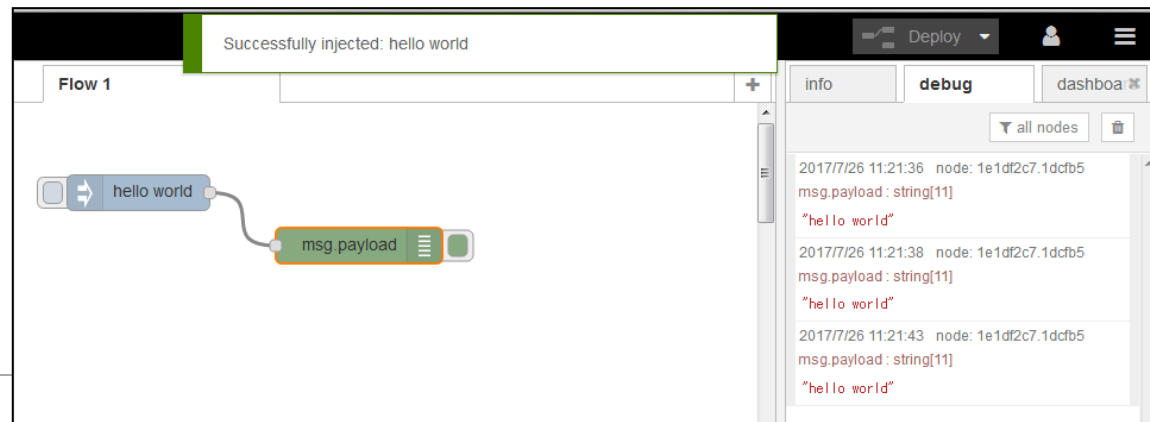 Successfully injected: hello world
Deploy
Flow 1
info
debug
dashboar
hello world
msg.payload
all nodes
2017/7/26 11:21:36 node: 1e1df2c7.1dcfb5
msg.payload : string[11]
"hello world"
2017/7/26 11:21:38 node: 1e1df2c7.1dcfb5
msg.payload : string[11]
"hello world"
2017/7/26 11:21:43 node: 1e1df2c7.1dcfb5
msg.payload : string[11]
"hello world"